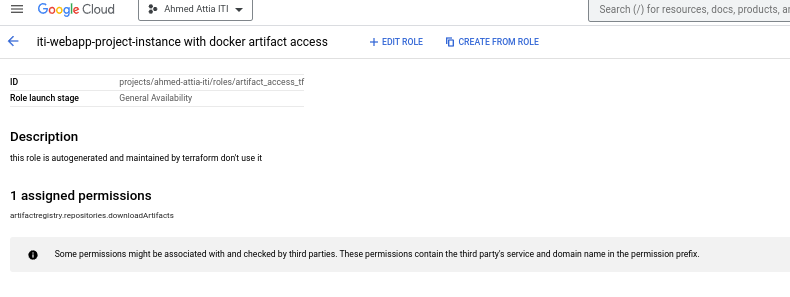 Google Cloud
Ahmed Attia ITI
Search (/) for resources, docs, products, a
iti-webapp-project-instance with docker artifact access
EDIT ROLE
CREATE FROM ROLE
ID projects/ahmed-attia-iti/roles/artifact_access_tf
Role launch stage General Availability
Description
this role is autogenerated and maintained by terraform don't use it
1 assigned permissions
artifactregistry.repositories.downloadArtifacts
Some permissions might be associated with and checked by third parties. These permissions contain the third party's service and domain name in the permission prefix.